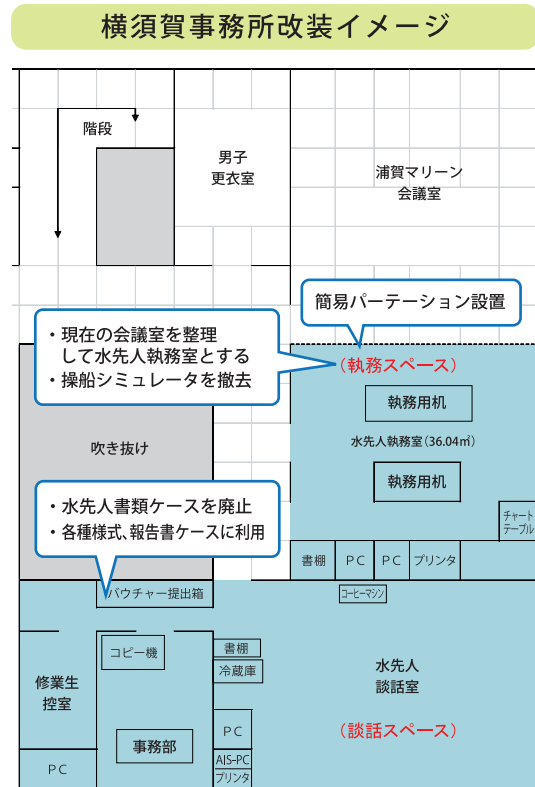 横須賀事務所改装イメージ
階段
男子
更衣室
浦賀マリーン
会議室
簡易パーテーション設置
・現在の会議室を整理
して水先人執務室とする
・操船シミュレータを撤去
（執務スペース）
執務用机
水先人執務室（36.04㎡）
執務用机
吹き抜け
・水先人書類ケースを廃止
・各種様式、報告書ケースに利用
チャート
テーブル
書棚
PC
PC
プリンタ
コーヒーマシン
バウチャー提出箱
コピー機
書棚
冷蔵庫
水先人
談話室
修業生
控室
（談話スペース）
PC
事務部
AIS-PC
プリンタ
PC